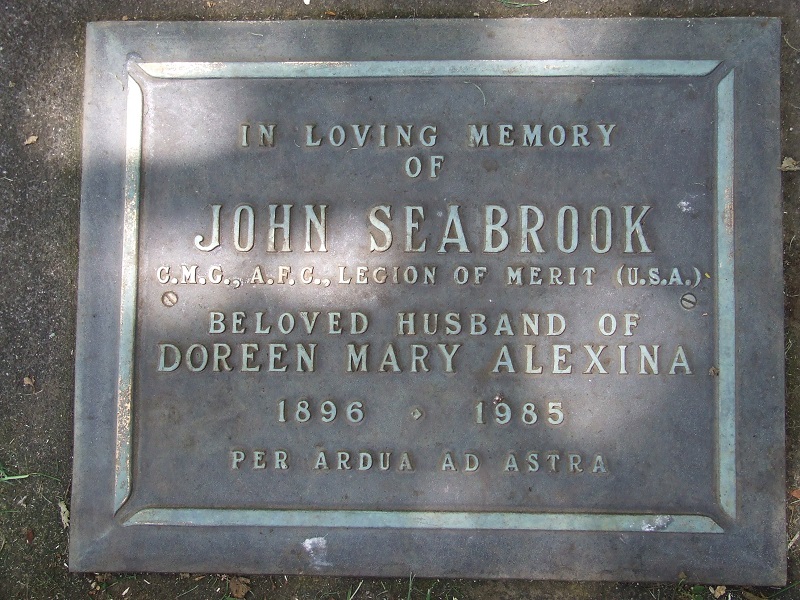 IN LOVING MEMORY
OF
JOHN SEABROOK
C.M.G., A.F.C., LEGION OF MERIT (U.S.A.)
BELOVED HUSBAND OF
DOREEN MARY ALEXINA
1896 ◇ 1985
PER ARDUA AD ASTRA